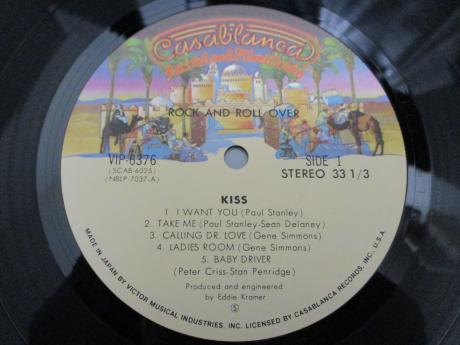 Casablanca
Record and FilmWorks
ROCK AND ROLL OVER
VIP-6376
(SCAB-6025)
(NBLP-7037-A)
SIDE 1
STEREO 33 1/3
KISS
1. I WANT YOU (Paul Stanley)
2. TAKE ME (Paul Stanley-Sean Delaney)
3. CALLING DR. LOVE (Gene Simmons)
4. LADIES ROOM (Gene Simmons)
5. BABY DRIVER
(Peter Criss-Stan Penridge)
Produced and engineered
by Eddie Kramer
S
MADE IN JAPAN BY VICTOR MUSICAL INDUSTRIES, INC. LICENSED BY CASABLANCA RECORDS, INC., U.S.A.